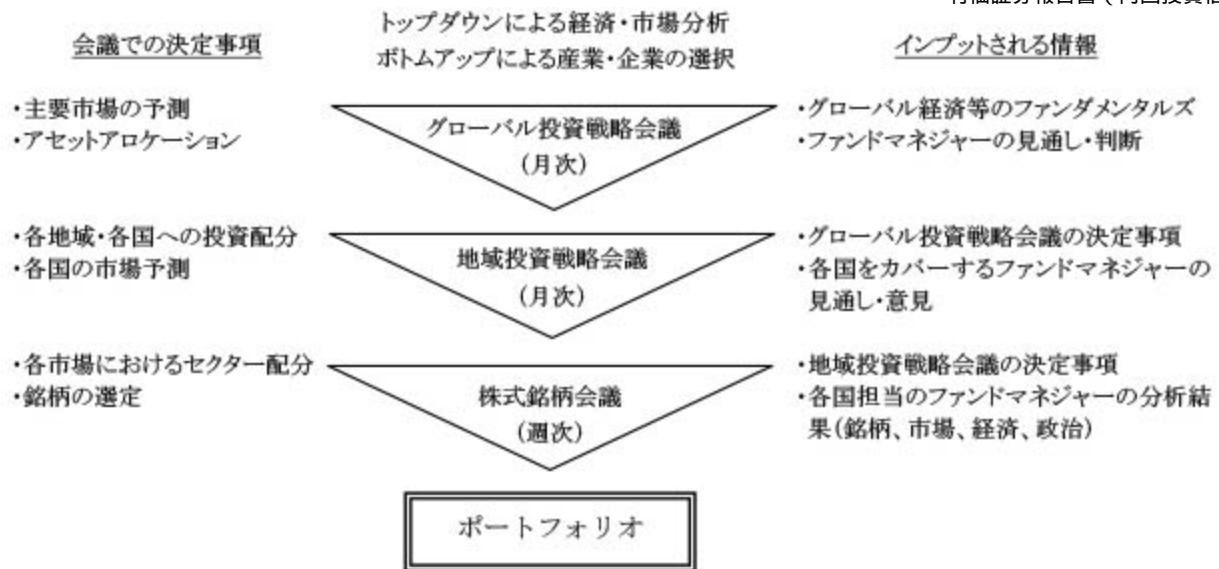 トップダウンによる経済・市場分析
ボトムアップによる産業・企業の選択
会議での決定事項
インプットされる情報
・主要市場の予測
・アセットアロケーション
グローバル投資戦略会議
(月次)
・グローバル経済等のファンダメンタルズ
・ファンドマネジャーの見通し・判断
・各地域・各国への投資配分
・各国の市場予測
地域投資戦略会議
(月次)
・グローバル投資戦略会議の決定事項
・各国をカバーするファンドマネジャーの
見通し・意見
・各市場におけるセクター配分
・銘柄の選定
株式銘柄会議
(週次)
・地域投資戦略会議の決定事項
・各国担当のファンドマネジャーの分析結
果(銘柄、市場、経済、政治)
ポートフォリオ